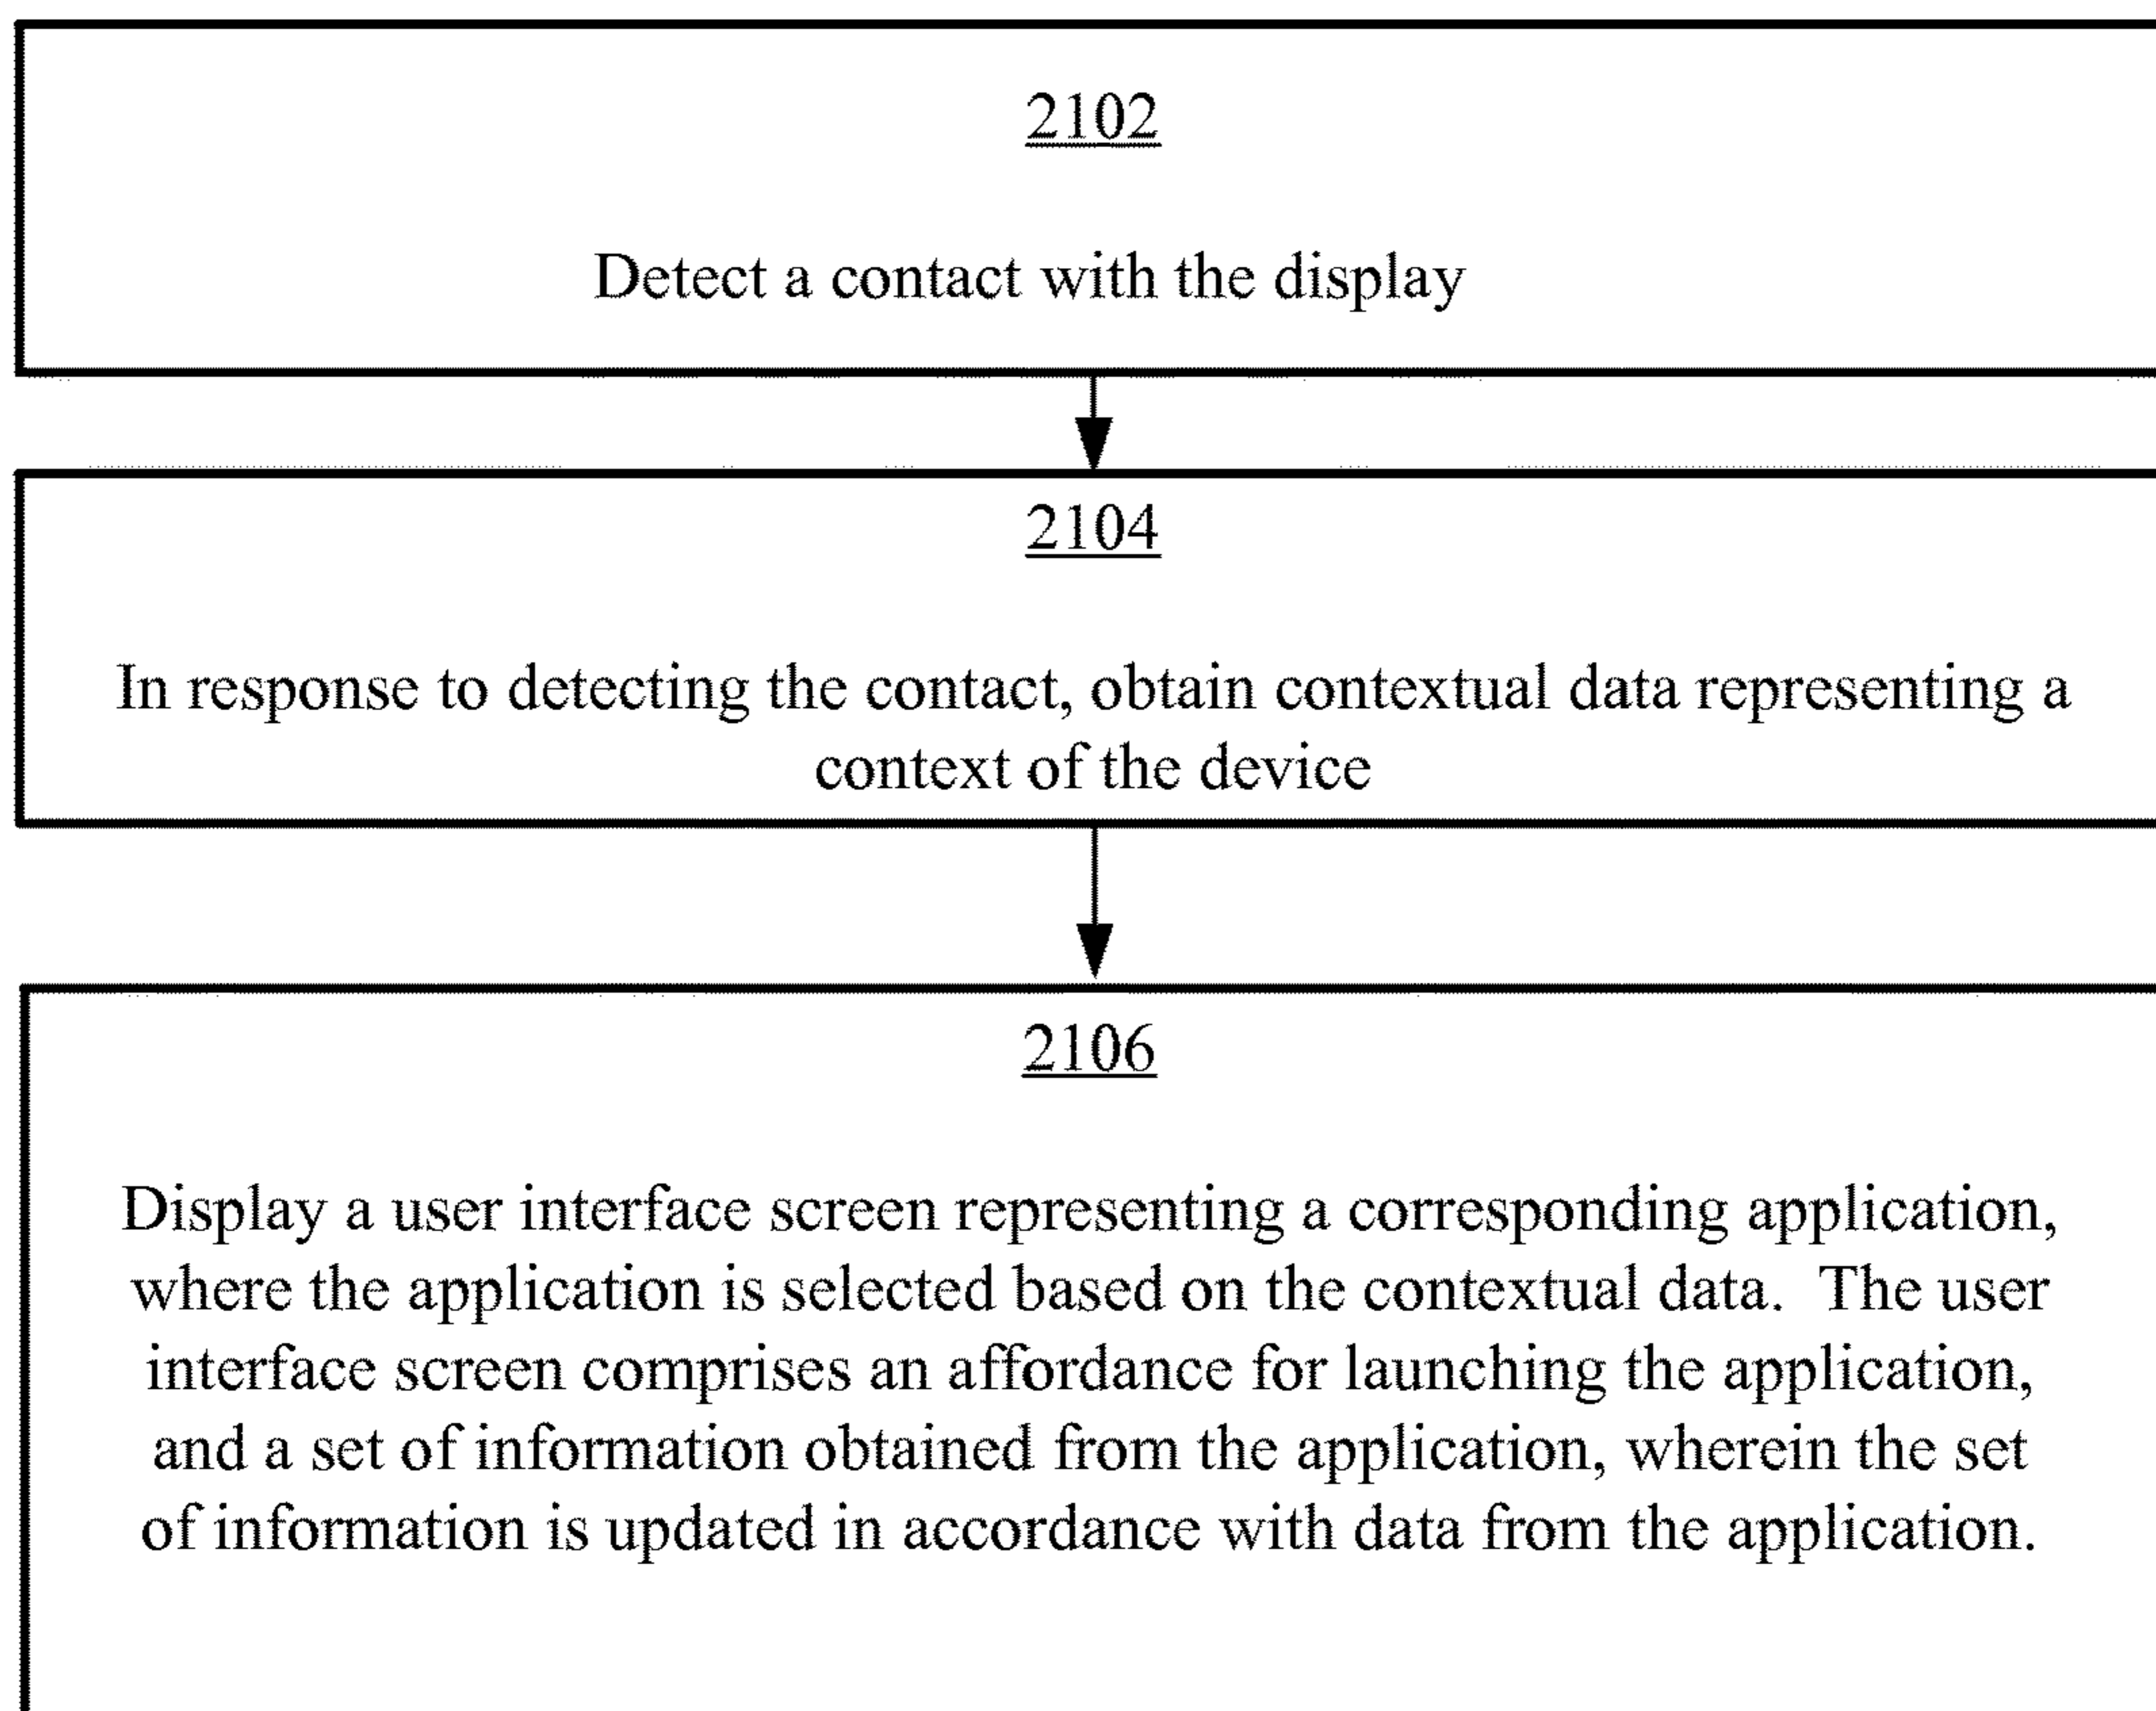 2102
Detect a contact with the display
2104
In response to detecting the contact, obtain contextual data representing a
context of the device
2106
Display a user interface screen representing a corresponding application,
where the application is selected based on the contextual data.  The user
interface screen comprises an affordance for launching the application,
and a set of information obtained from the application, wherein the set
of information is updated in accordance with data from the application.